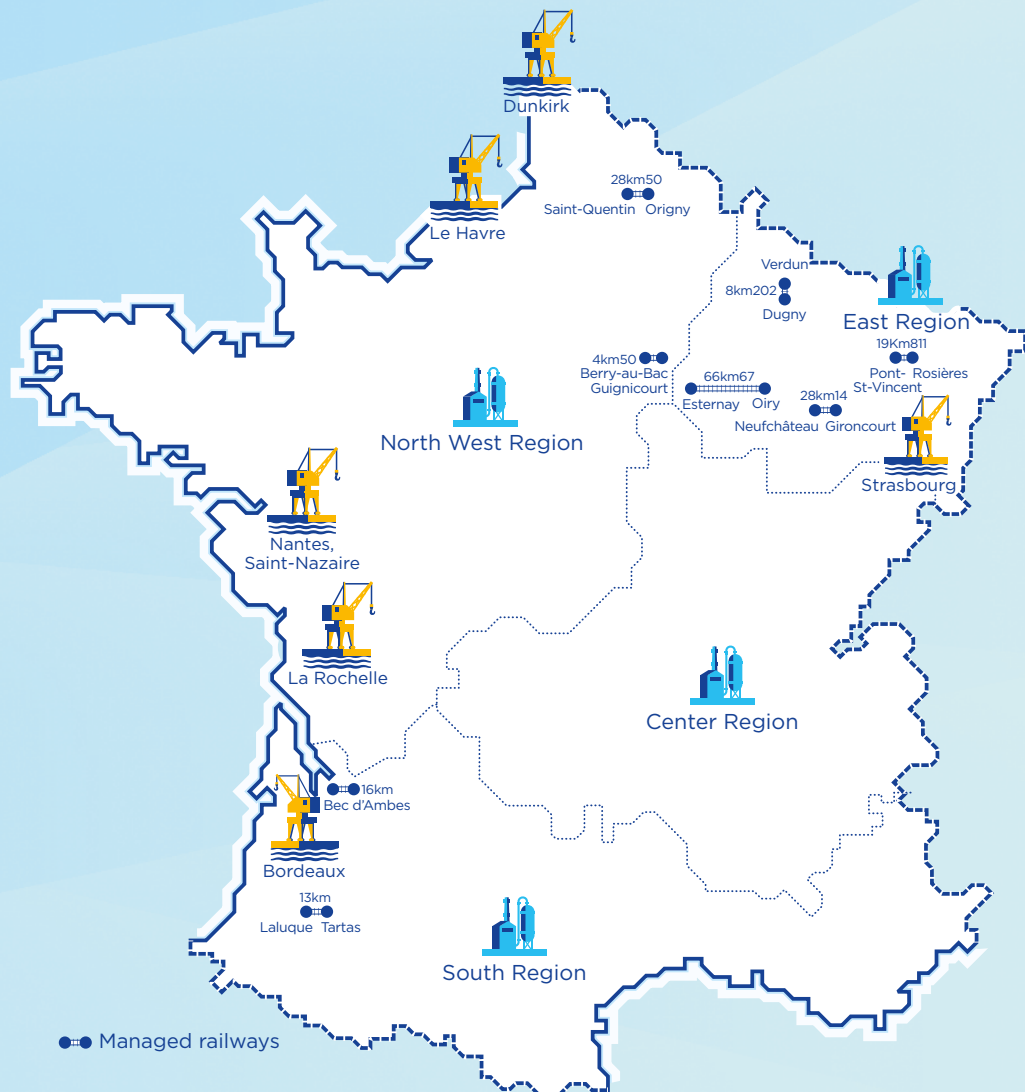 Dunkirk
Le Havre
28km50
Saint-Quentin Origny
Verdun
8km202
Dugny
East Region
19Km811
Pont- Rosières
St-Vincent
4km50
Berry-au-Bac
Guignicourt
66km67
Esternay Oiry
28km14
Neufchâteau Gironcourt
North West Region
Strasbourg
Nantes,
Saint-Nazaire
La Rochelle
Center Region
16km
Bec d'Ambes
Bordeaux
13km
Laluque Tartas
South Region
Managed railways